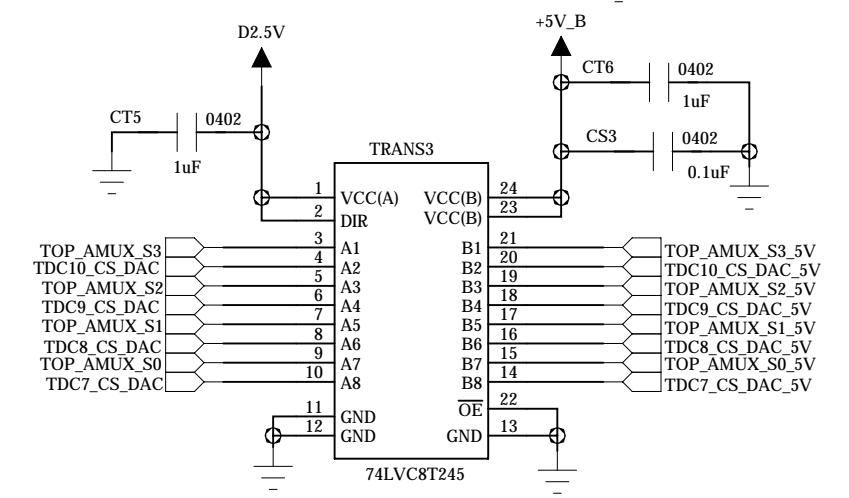 D2.5V
+5V_B
CT6
0402
1uF
CT5
0402
1uF
CS3
0402
0.1uF
TRANS3
1
VCC(A)
VCC(B)
24
2
DIR
VCC(B)
23
TOP_AMUX_S3
3
A1
B1
21
TOP_AMUX_S3_5V
TDC10_CS_DAC
4
A2
B2
20
TDC10_CS_DAC_5V
TOP_AMUX_S2
5
A3
B3
19
TOP_AMUX_S2_5V
TDC9_CS_DAC
6
A4
B4
18
TDC9_CS_DAC_5V
TOP_AMUX_S1
7
A5
B5
17
TOP_AMUX_S1_5V
TDC8_CS_DAC
8
A6
B6
16
TDC8_CS_DAC_5V
TOP_AMUX_S0
9
A7
B7
15
TOP_AMUX_S0_5V
TDC7_CS_DAC
10
A8
B8
14
TDC7_CS_DAC_5V
11
GND
OE
22
12
GND
GND
13
74LVC8T245